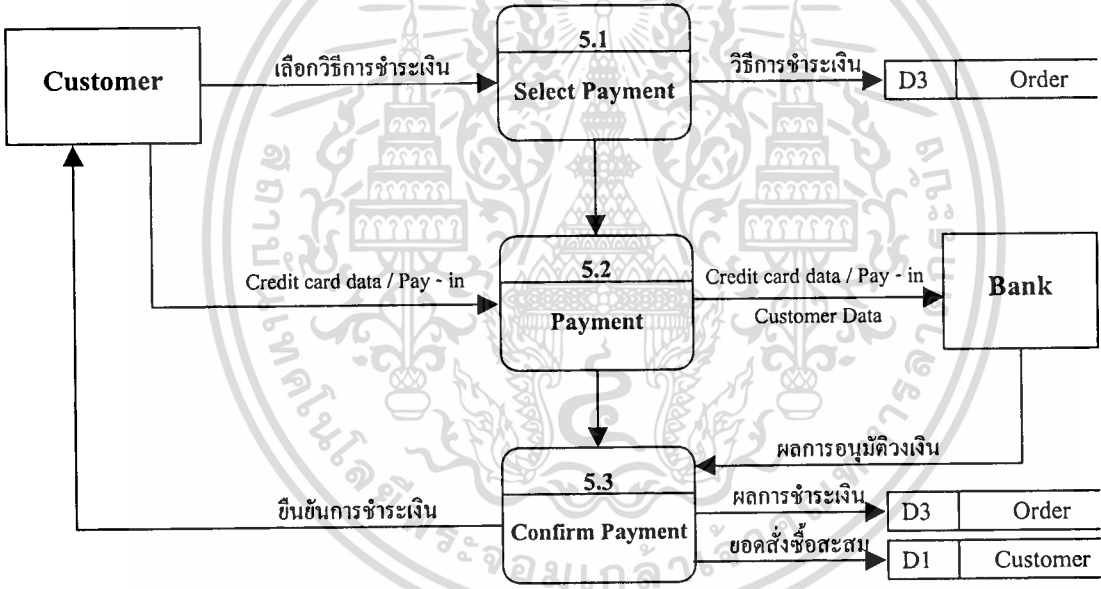 5.1
Customer
เลือกวิธีการชำระเงิน
Select Payment
วิธีการชำระเงิน
D3 Order
Credit card data / Pay - in
5.2
Payment
Credit card data / Pay - in
Customer Data
Bank
ผลการอนุมัติวงเงิน
5.3
Confirm Payment
ยืนยันการชำระเงิน
ผลการชำระเงิน
D3 Order
ยอดสั่งซื้อสะสม
D1 Customer